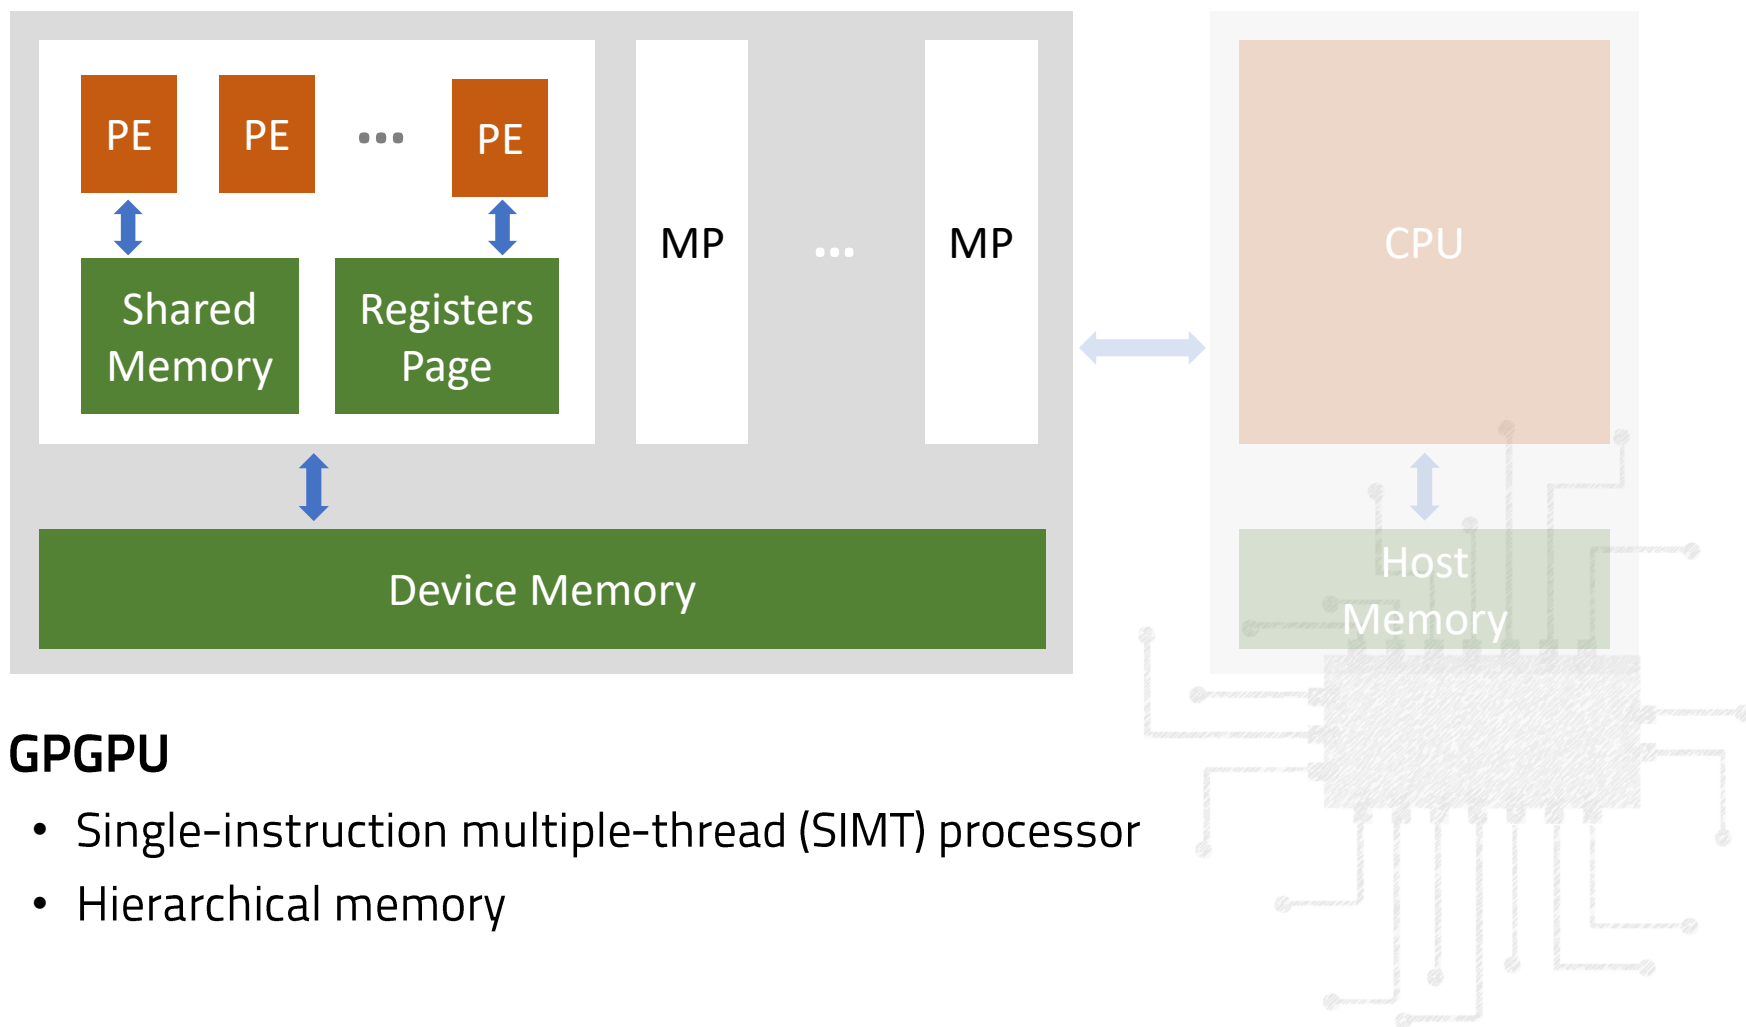 PE
PE
...
PE
Shared
Memory
Registers
Page
MP
...
MP
Device Memory
CPU
Host
Memory
GPGPU
• Single-instruction multiple-thread (SIMT) processor
• Hierarchical memory